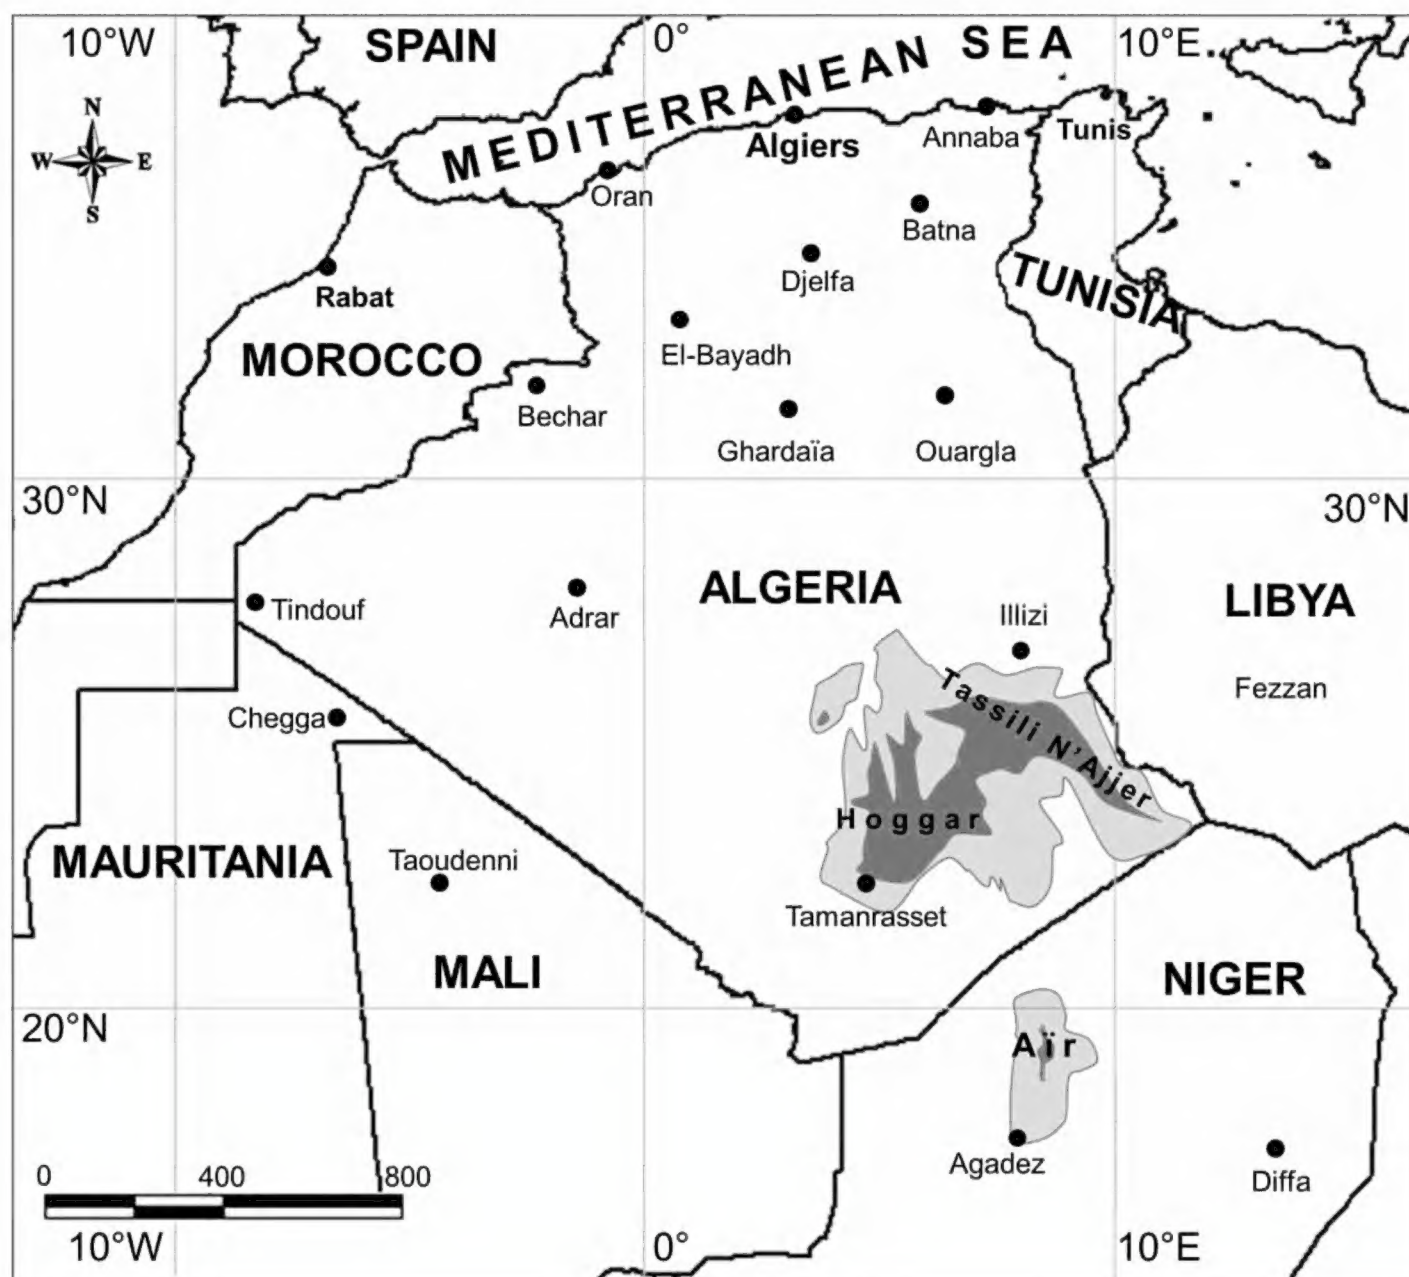 10°W
SPAIN
0°
MEDITERRANEAN SEA
10°E
N
W E
S
Algiers
Annaba
Tunis
Oran
Batna
Djelfa
TUNISIA
Rabat
MOROCCO
El-Bayadh
Bechar
Ghardaïa
Ouargla
30°N
30°N
ALGERIA
LIBYA
Tindouf
Adrar
Illizi
Fezzan
Chegga
Tassili N'Ajjer
Hoggar
MAURITANIA
Taoudenni
Tamanrasset
MALI
NIGER
20°N
Aïr
Agadez
Diffa
0 400 800
10°W
0°
10°E